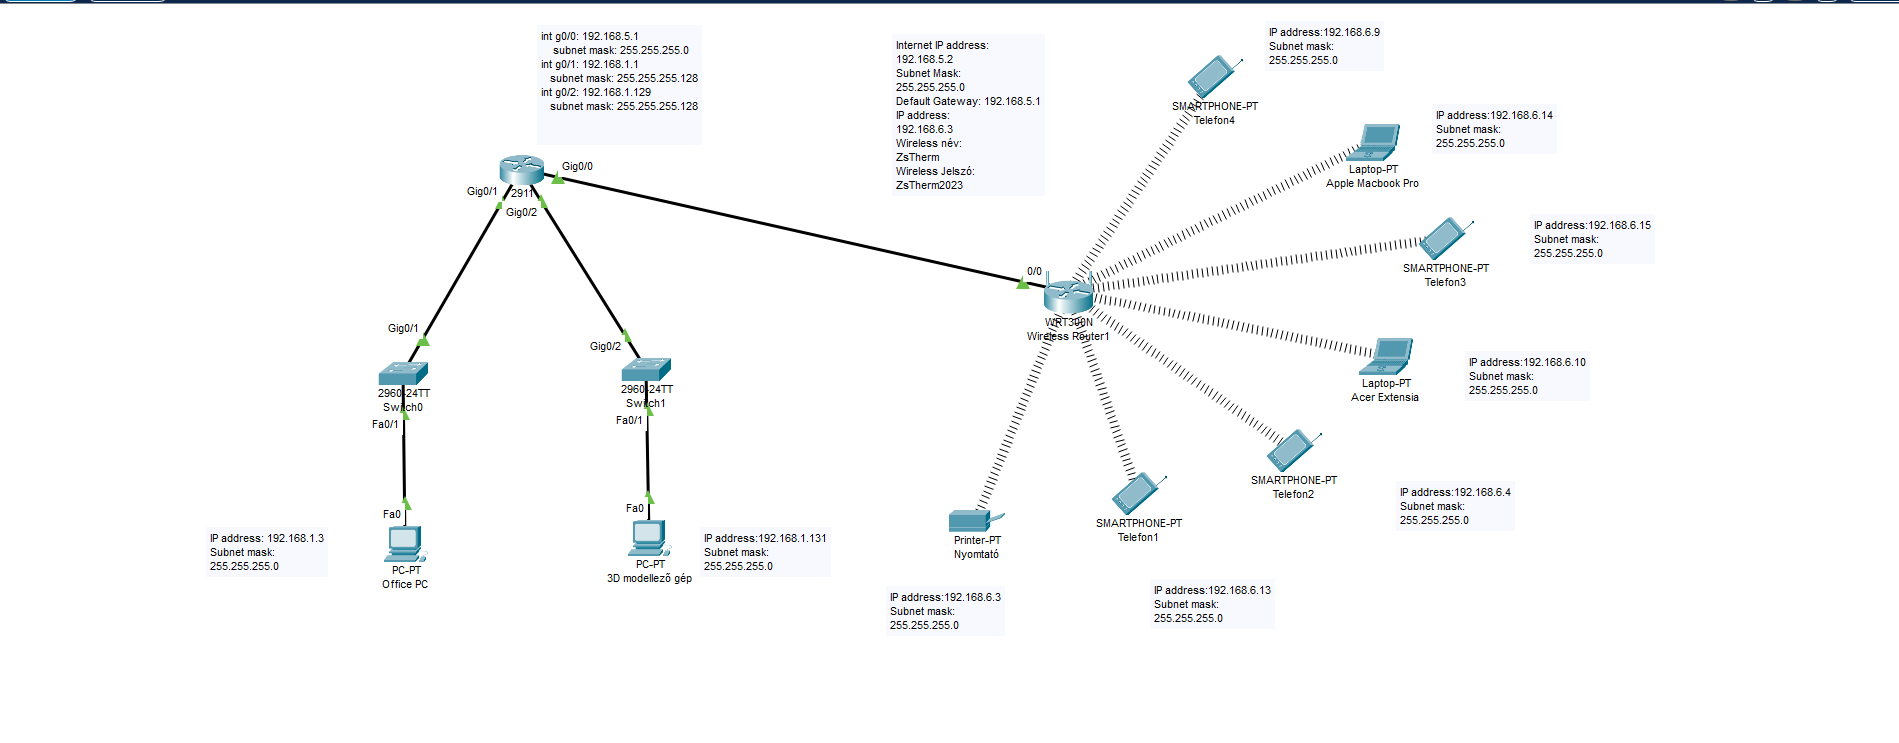 int g0/0: 192.168.5.1
subnet mask: 255.255.255.0
int g0/1: 192.168.1.1
subnet mask: 255.255.255.128
int g0/2: 192.168.1.129
subnet mask: 255.255.255.128
Internet IP address:
192.168.5.2
Subnet Mask:
255.255.255.0
Default Gateway: 192.168.5.1
IP address:
192.168.6.3
Wireless név:
ZsTherm
Wireless Jelszó:
ZsTherm2023
IP address:192.168.6.9
Subnet mask:
255.255.255.0
SMARTPHONE-PT
Telefon4
IP address:192.168.6.14
Subnet mask:
255.255.255.0
Laptop-PT
Apple Macbook Pro
Gig0/0
Gig0/1
2911
Gig0/2
IP address:192.168.6.15
Subnet mask:
255.255.255.0
SMARTPHONE-PT
Telefon3
0/0
WRT300N
Wireless Router1
Gig0/1
2960-24TT
Switch0
Fa0/1
Gig0/2
2960-24TT
Switch1
Fa0/1
IP address:192.168.6.10
Subnet mask:
255.255.255.0
Laptop-PT
Acer Extensia
SMARTPHONE-PT
Telefon2
IP address:192.168.6.4
Subnet mask:
255.255.255.0
Fa0
IP address: 192.168.1.3
Subnet mask:
255.255.255.0
PC-PT
Office PC
Fa0
PC-PT
3D modellező gép
IP address:192.168.1.131
Subnet mask:
255.255.255.0
Printer-PT
Nyomtató
IP address:192.168.6.3
Subnet mask:
255.255.255.0
SMARTPHONE-PT
Telefon1
IP address:192.168.6.13
Subnet mask:
255.255.255.0